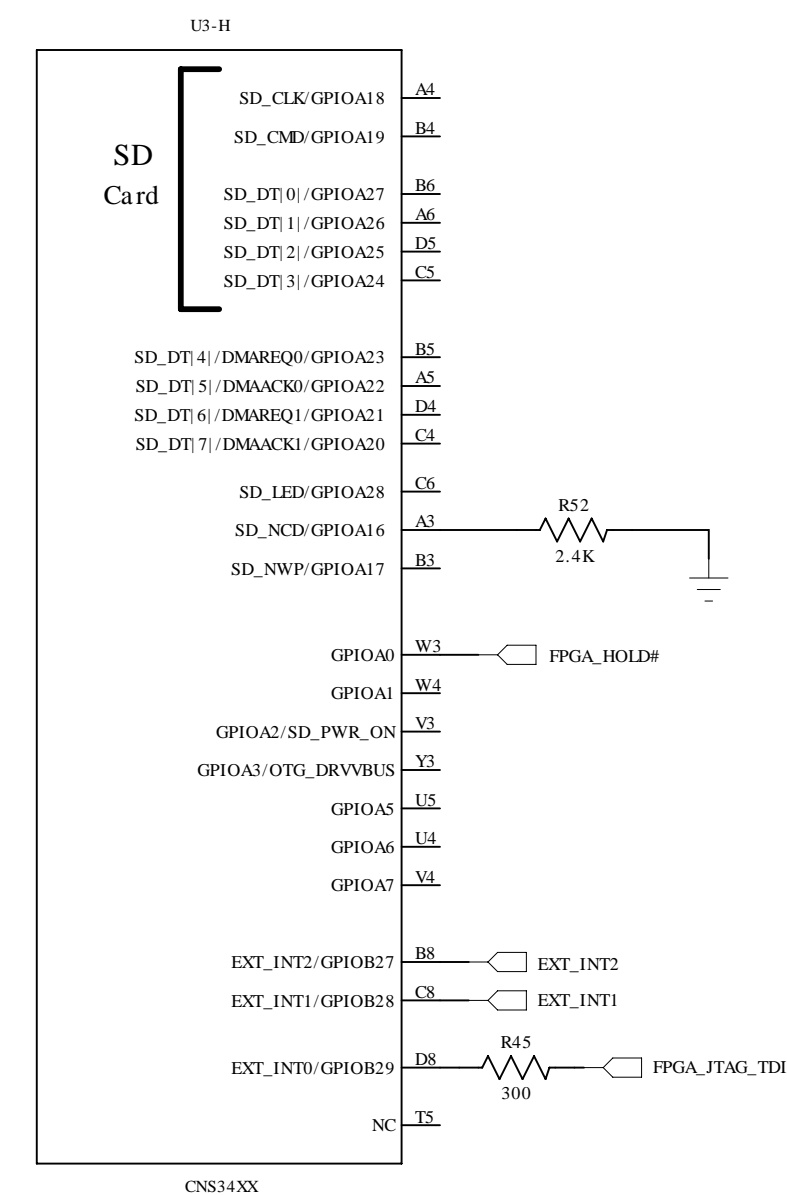 U3-H
SD_CLK/GPIOA18 A4
SD_CMD/GPIOA19 B4
SD
Card
SD_DT|0|/GPIOA27 B6
SD_DT|1|/GPIOA26 A6
SD_DT|2|/GPIOA25 D5
SD_DT|3|/GPIOA24 C5
SD_DT|4|/DMAREQ0/GPIOA23 B5
SD_DT|5|/DMAACK0/GPIOA22 A5
SD_DT|6|/DMAREQ1/GPIOA21 D4
SD_DT|7|/DMAACK1/GPIOA20 C4
SD_LED/GPIOA28 C6
R52
SD_NCD/GPIOA16 A3
2.4K
SD_NWP/GPIOA17 B3
GPIOA0 W3 FPGA_HOLD#
GPIOA1 W4
GPIOA2/SD_PWR_ON V3
GPIOA3/OTG_DRVVBUS Y3
GPIOA5 U5
GPIOA6 U4
GPIOA7 V4
EXT_INT2/GPIOB27 B8 EXT_INT2
EXT_INT1/GPIOB28 C8 EXT_INT1
R45
EXT_INT0/GPIOB29 D8 FPGA_JTAG_TDI
300
NC T5
CNS34XX